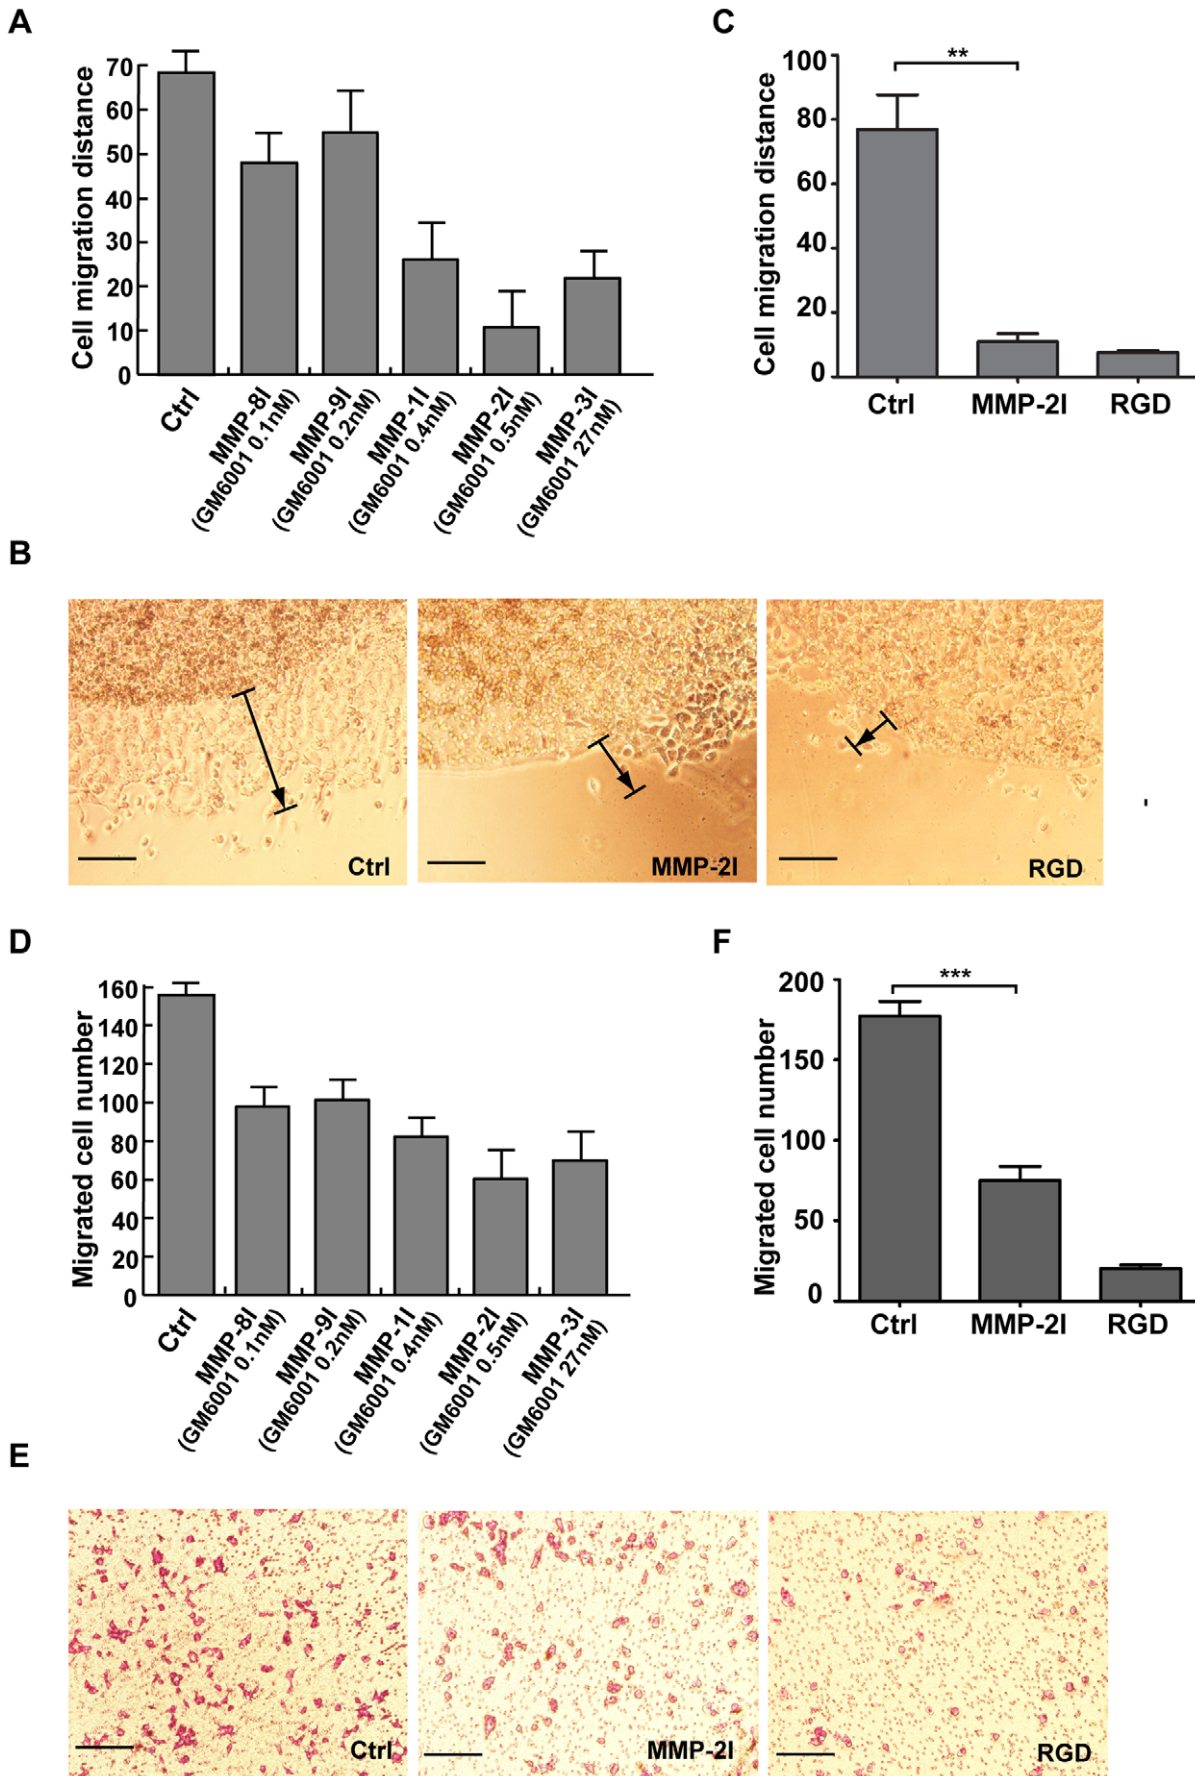 A
Cell migration distance
70
60
50
40
30
20
10
0
Ctrl
MMP-8I
(GM6001 0.1nM)
MMP-9I
(GM6001 0.2nM)
MMP-1I
(GM6001 0.4nM)
MMP-2I
(GM6001 0.5nM)
MMP-3I
(GM6001 27nM)
C
Cell migration distance
100
80
60
40
20
0
**
Ctrl
MMP-2I
RGD
B
Ctrl
MMP-2I
RGD
D
Migrated cell number
160
140
120
100
80
60
40
20
0
Ctrl
MMP-8I
(GM6001 0.1nM)
MMP-9I
(GM6001 0.2nM)
MMP-1I
(GM6001 0.4nM)
MMP-2I
(GM6001 0.5nM)
MMP-3I
(GM6001 27nM)
F
Migrated cell number
200
150
100
50
0
***
Ctrl
MMP-2I
RGD
E
Ctrl
MMP-2I
RGD